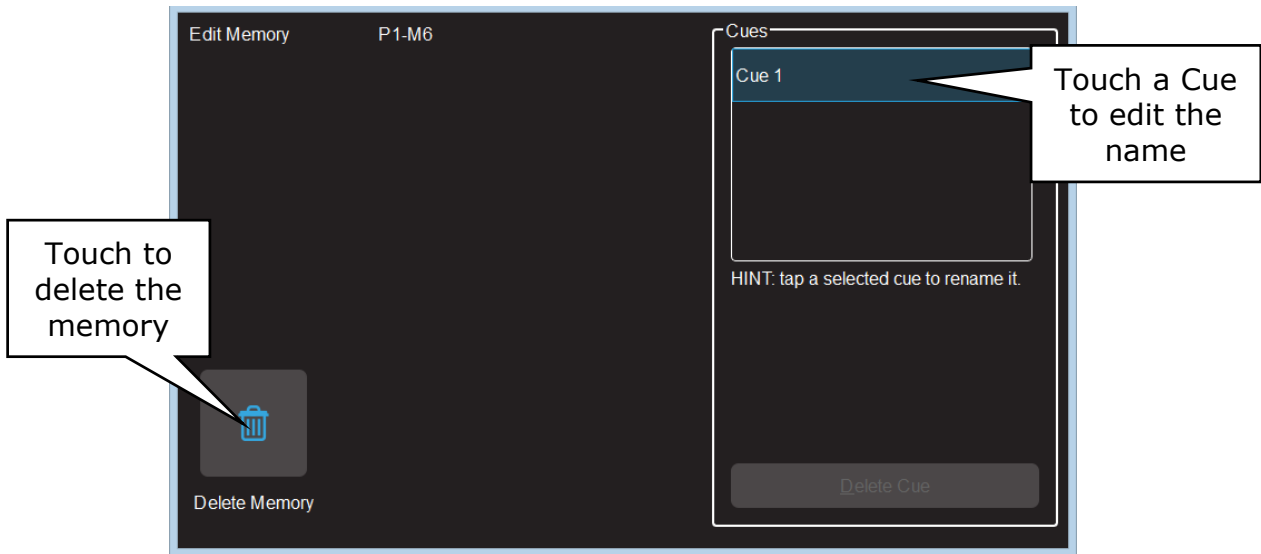 Edit Memory P1-M6
Cues
Cue 1
Touch a Cue
to edit the
name
Touch to
delete the
memory
HINT: tap a selected cue to rename it.
Delete Cue
Delete Memory